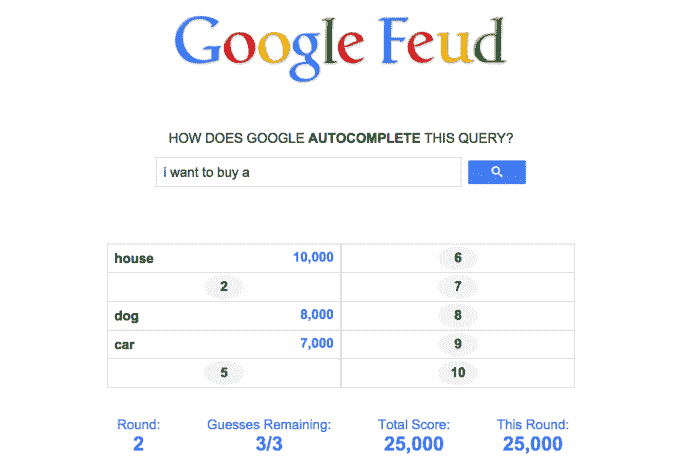 Google Feud
HOW DOES GOOGLE AUTOCOMPLETE THIS QUERY?
i want to buy a
house 10,000 6
2 7
dog 8,000 8
car 7,000 9
5 10
Round: Guesses Remaining: Total Score: This Round:
2 3/3 25,000 25,000